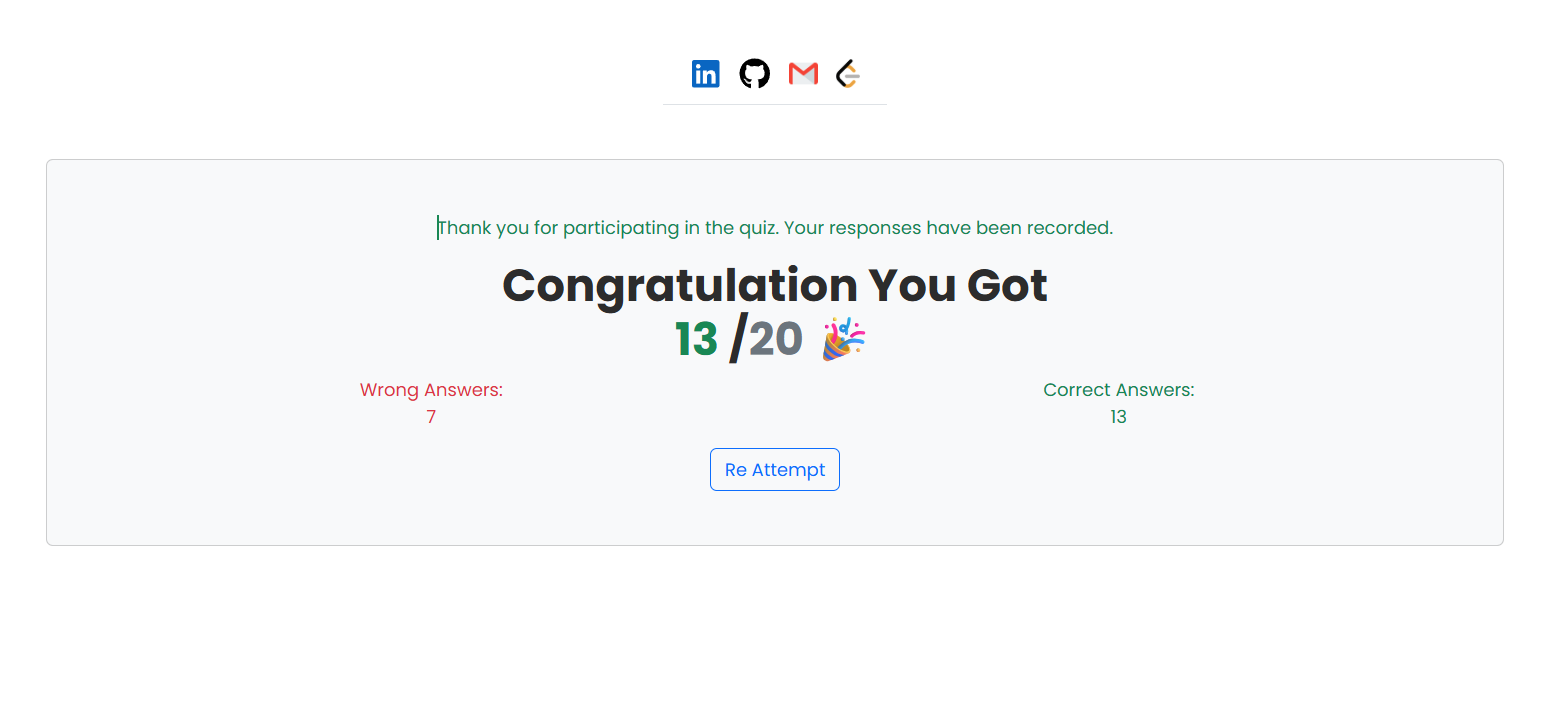 in
Thank you for participating in the quiz. Your responses have been recorded.
Congratulation You Got
13 /20 🎉
Wrong Answers:
7
Correct Answers:
13
Re Attempt